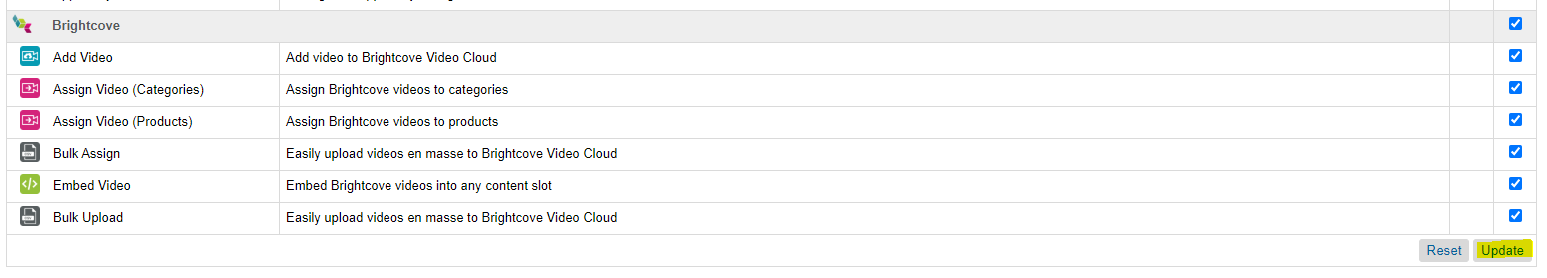 Brightcove
Add Video Add video to Brightcove Video Cloud
Assign Video (Categories) Assign Brightcove videos to categories
Assign Video (Products) Assign Brightcove videos to products
Bulk Assign Easily upload videos en masse to Brightcove Video Cloud
Embed Video Embed Brightcove videos into any content slot
Bulk Upload Easily upload videos en masse to Brightcove Video Cloud
Reset Update